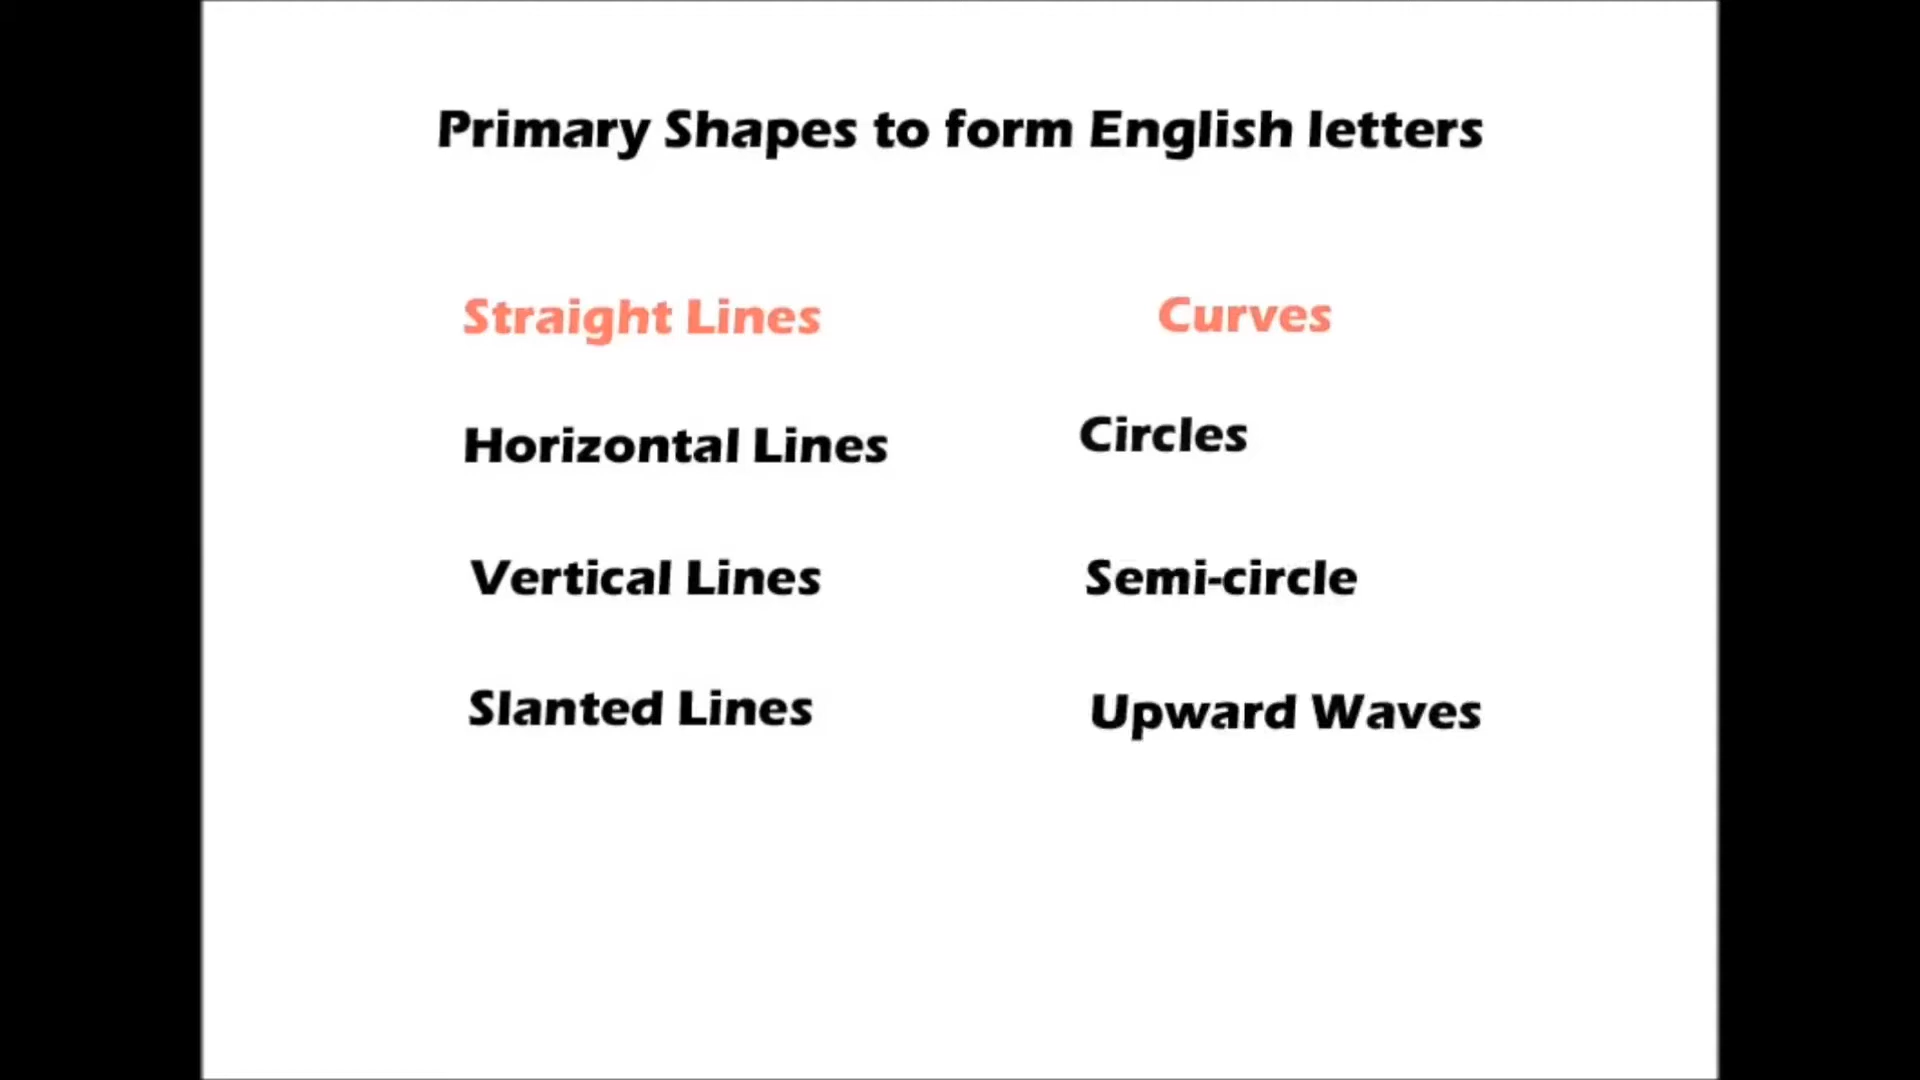 Primary Shapes to form English letters
Straight Lines
Curves
Horizontal Lines
Circles
Vertical Lines
Semi-circle
Slanted Lines
Upward Waves